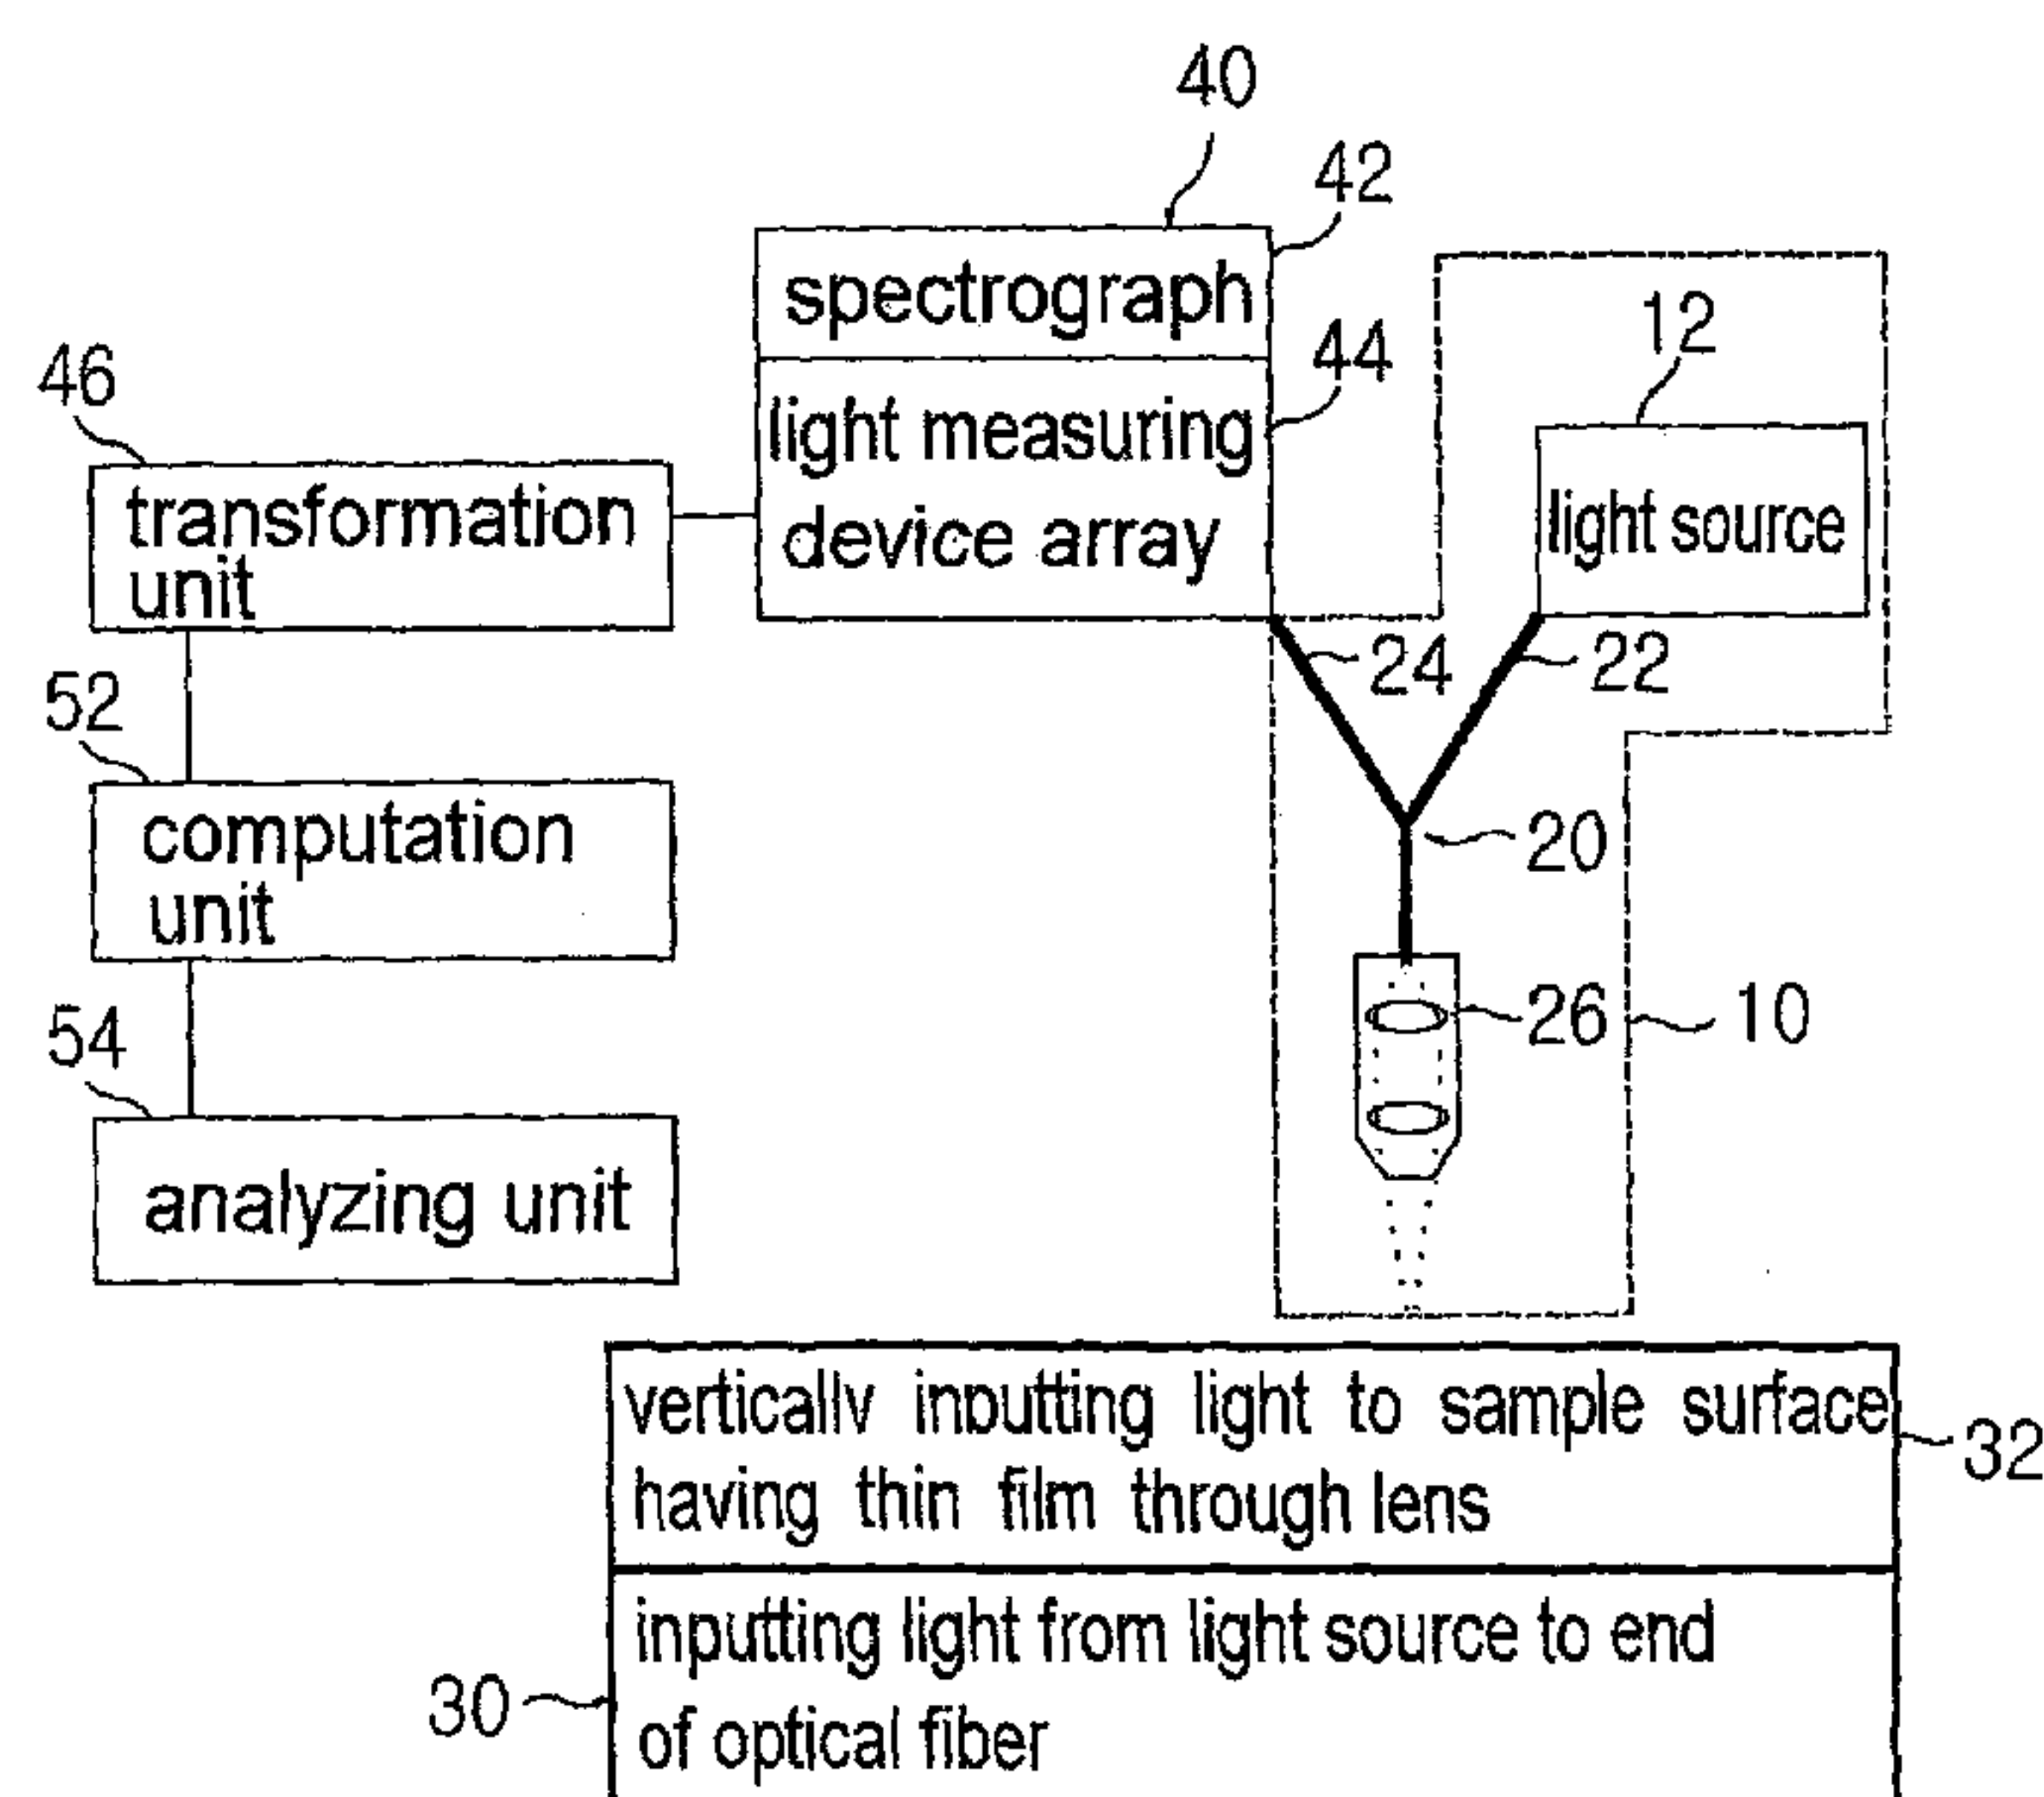 40
42
spectrograph
44
12
46
light measuring
device array
light source
transformation
unit
24
22
52
computation
unit
20
26
10
54
analyzing unit
vertically inputting light to sample surface
having thin film through lens
32
inputting light from light source to end
of optical fiber
30